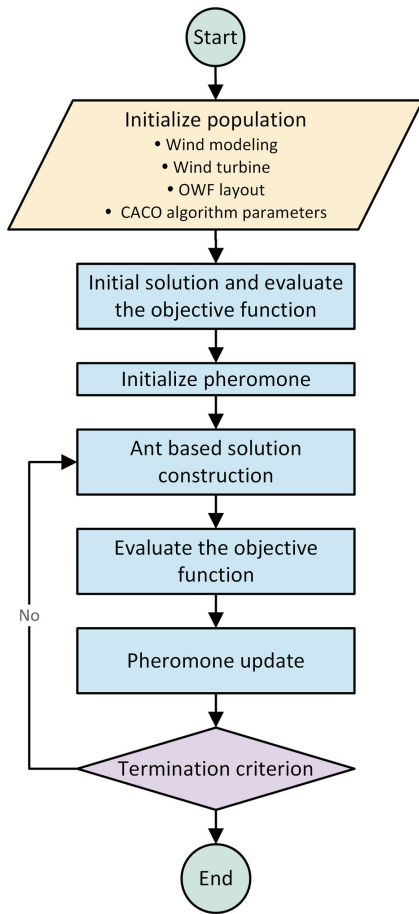 Start
Initialize population
• Wind modeling
• Wind turbine
• OWF layout
• CACO algorithm parameters
Initial solution and evaluate
the objective function
Initialize pheromone
Ant based solution
construction
Evaluate the objective
function
No
Pheromone update
Termination criterion
End